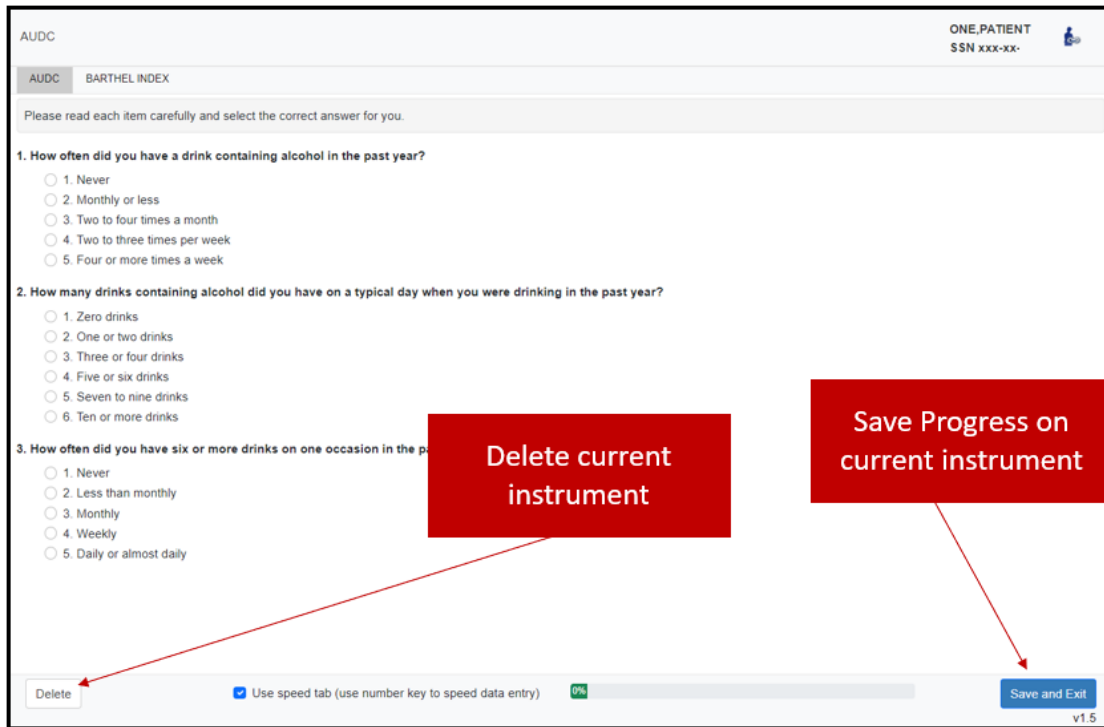 AUDC
ONE,PATIENT
SSN xxx-xx-
AUDC BARTHEL INDEX
Please read each item carefully and select the correct answer for you.
1. How often did you have a drink containing alcohol in the past year?
1. Never
2. Monthly or less
3. Two to four times a month
4. Two to three times per week
5. Four or more times a week
2. How many drinks containing alcohol did you have on a typical day when you were drinking in the past year?
1. Zero drinks
2. One or two drinks
3. Three or four drinks
4. Five or six drinks
5. Seven to nine drinks
6. Ten or more drinks
3. How often did you have six or more drinks on one occasion in the
1. Never
2. Less than monthly
3. Monthly
4. Weekly
5. Daily or almost daily
Delete current
instrument
Save Progress on
current instrument
Delete
Use speed tab (use number key to speed data entry)
0%
Save and Exit
v1.5